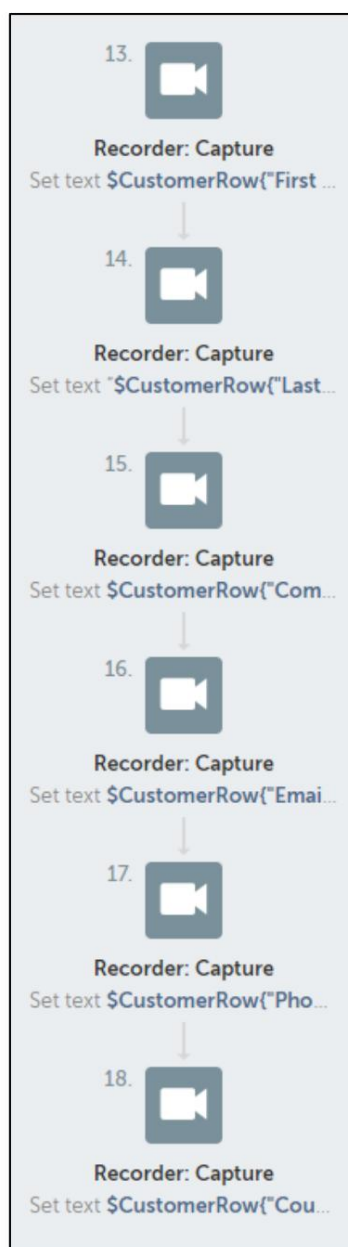 13.
Recorder: Capture
Set text $CustomerRow{"First ...
14.
Recorder: Capture
Set text "$CustomerRow{"Last...
15.
Recorder: Capture
Set text $CustomerRow{"Com...
16.
Recorder: Capture
Set text $CustomerRow{"Emai...
17.
Recorder: Capture
Set text $CustomerRow{"Pho...
18.
Recorder: Capture
Set text $CustomerRow{"Cou...